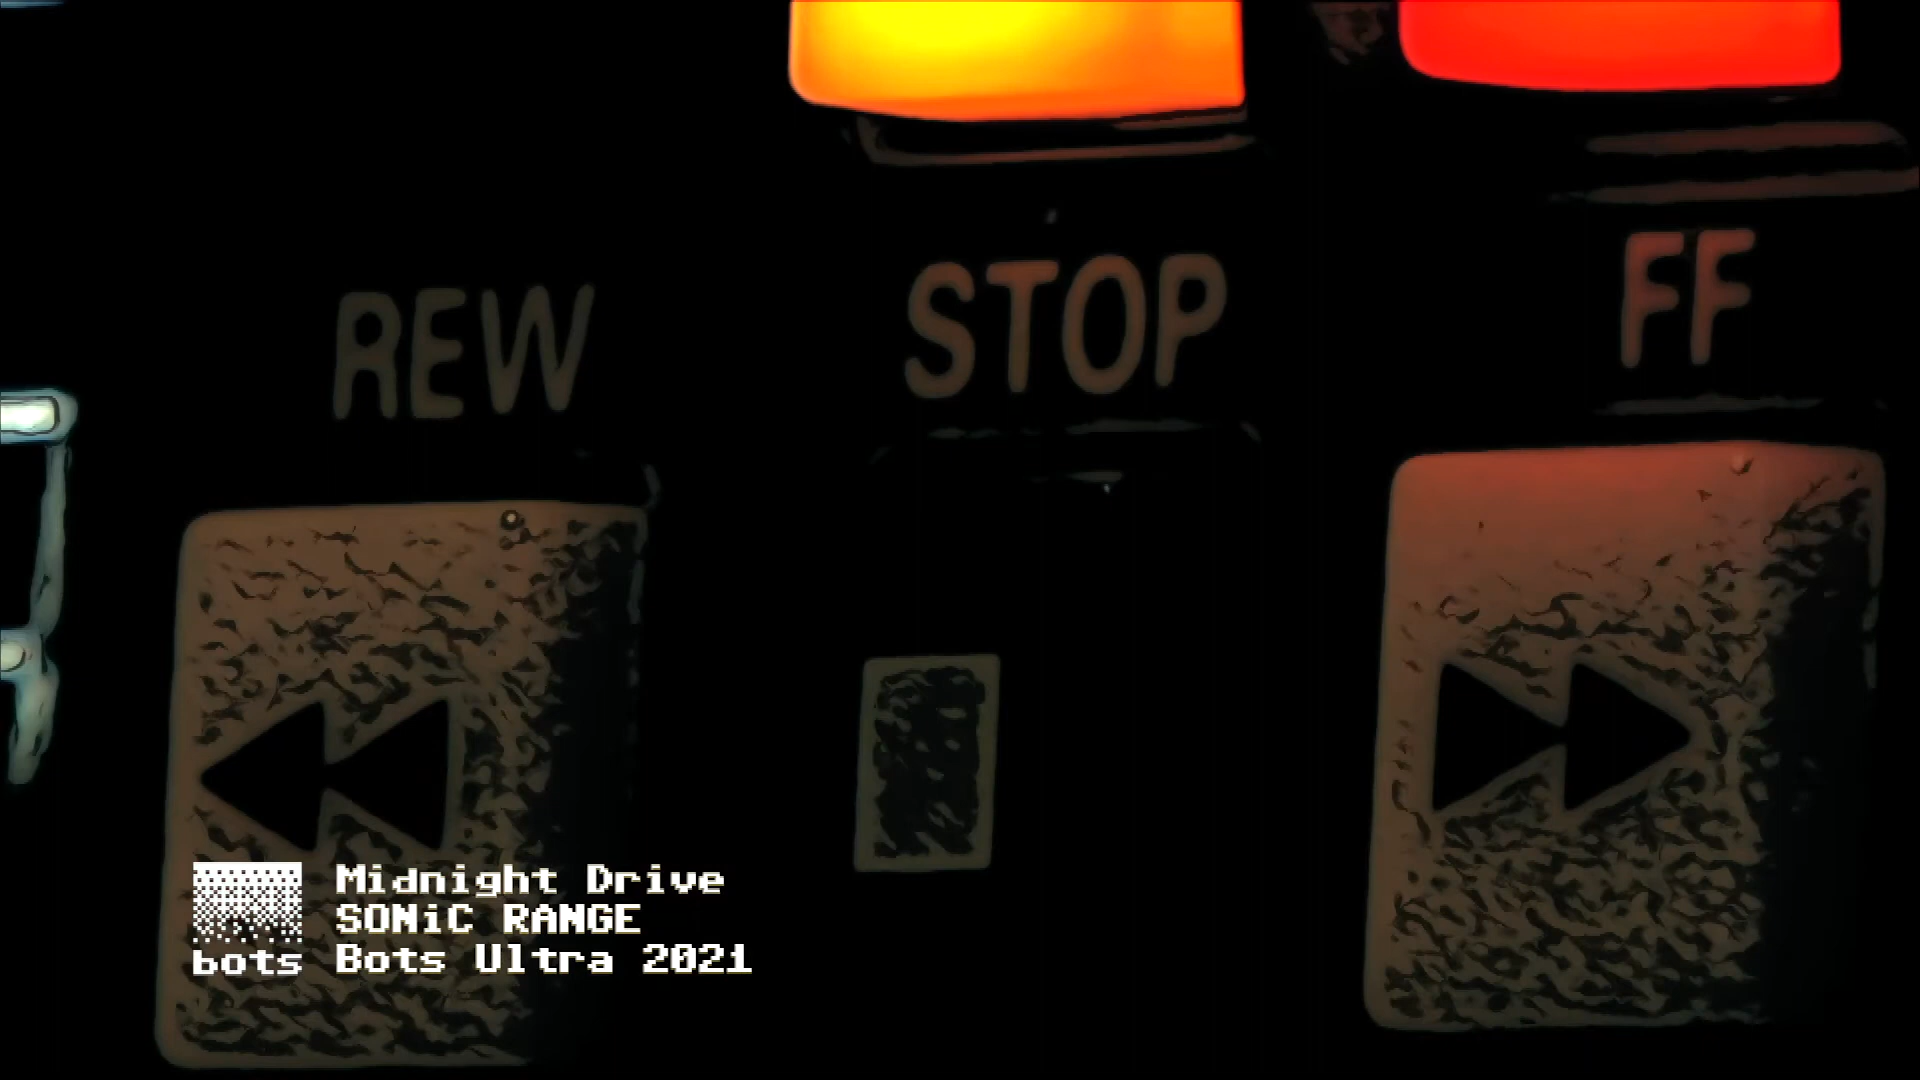 REW STOP FF
Midnight Drive
SONiC RANGE
bots Bots Ultra 2021